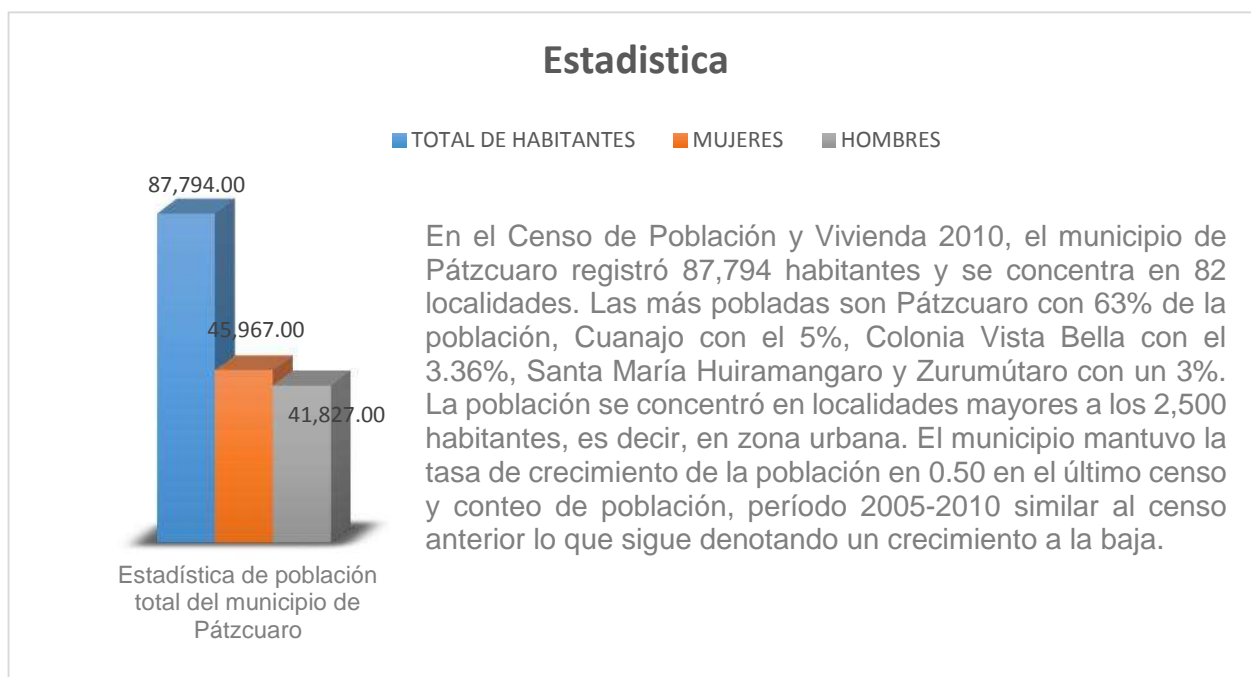 Estadistica
TOTAL DE HABITANTES MUJERES HOMBRES
87,794.00
45,967.00
41,827.00
Estadística de población
total del municipio de
Pátzcuaro
En el Censo de Población y Vivienda 2010, el municipio de
Pátzcuaro registró 87,794 habitantes y se concentra en 82
localidades. Las más pobladas son Pátzcuaro con 63% de la
población, Cuanajo con el 5%, Colonia Vista Bella con el
3.36%, Santa María Huiramangaro y Zurumútaro con un 3%.
La población se concentró en localidades mayores a los 2,500
habitantes, es decir, en zona urbana. El municipio mantuvo la
tasa de crecimiento de la población en 0.50 en el último censo
y conteo de población, período 2005-2010 similar al censo
anterior lo que sigue denotando un crecimiento a la baja.